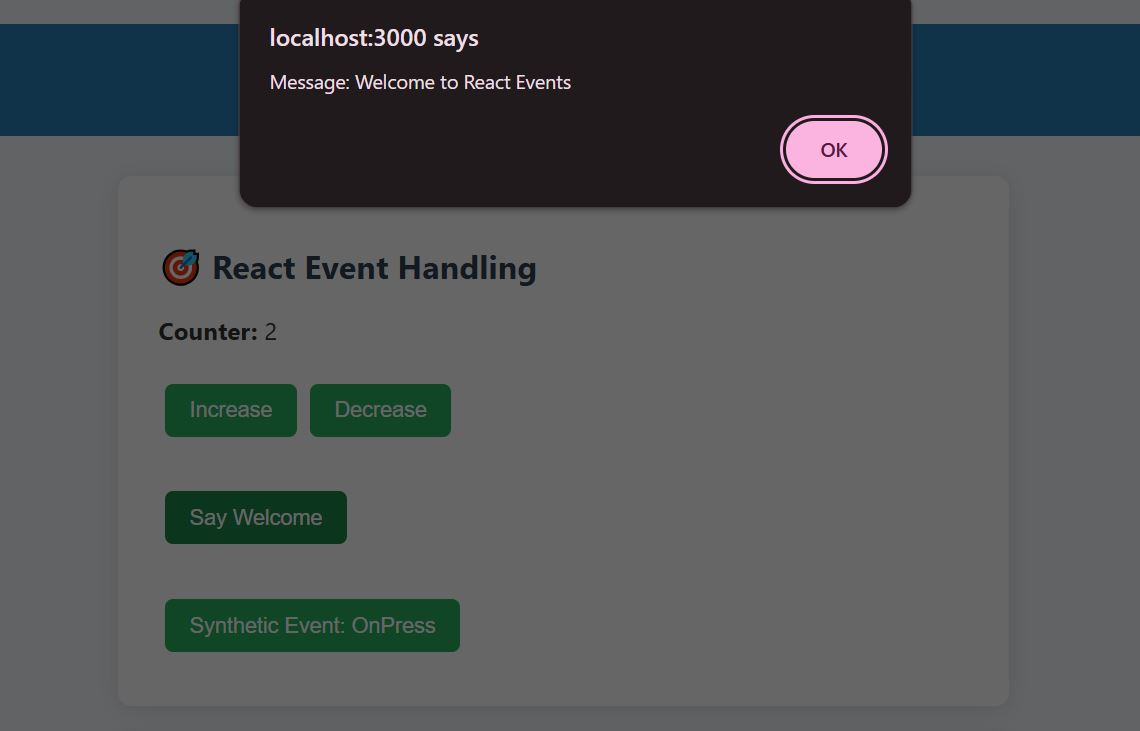 localhost:3000 says
Message: Welcome to React Events
OK
🎯 React Event Handling
Counter: 2
Increase Decrease
Say Welcome
Synthetic Event: OnPress